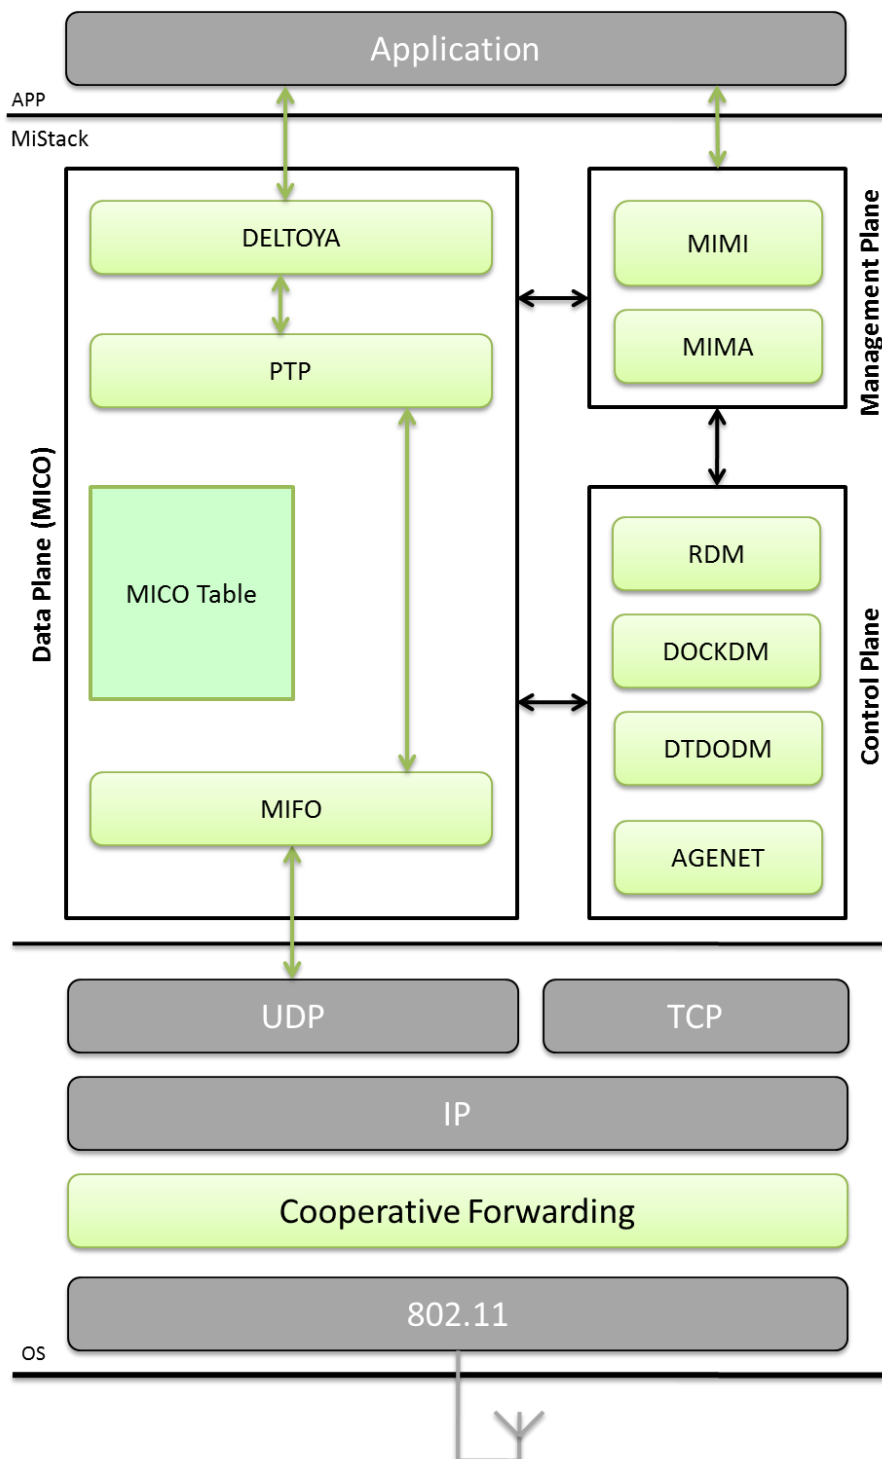 Application
APP
MiStack
Data Plane (MICO)
DELTOYA
PTP
MICO Table
MIFO
Management Plane
MIMI
MIMA
Control Plane
RDM
DOCKDM
DTDODM
AGENET
UDP
TCP
IP
Cooperative Forwarding
802.11
OS